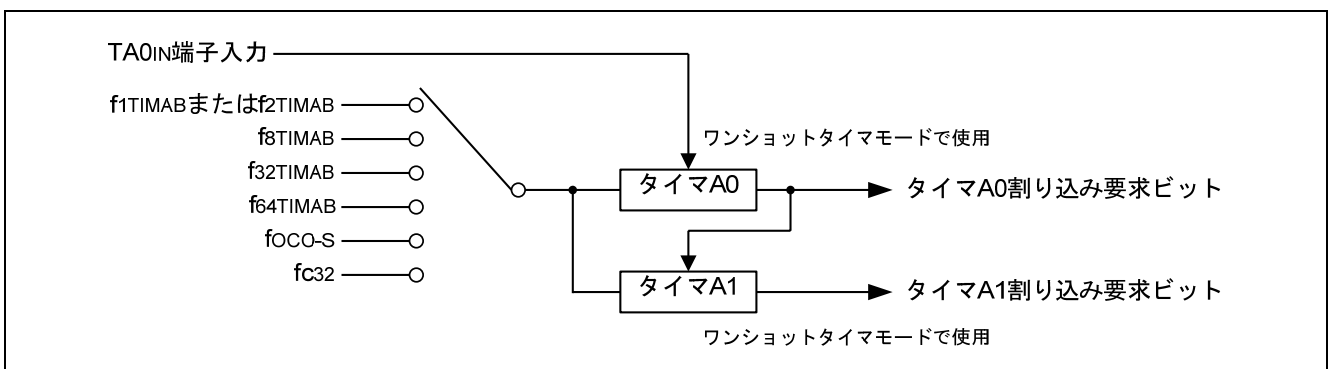 TA0IN端子入力
f1TIMABまたはf2TIMAB
f8TIMAB
f32TIMAB
f64TIMAB
fOCO-S
fC32
ワンショットタイマモードで使用
タイマA0
タイマA0割り込み要求ビット
タイマA1
タイマA1割り込み要求ビット
ワンショットタイマモードで使用